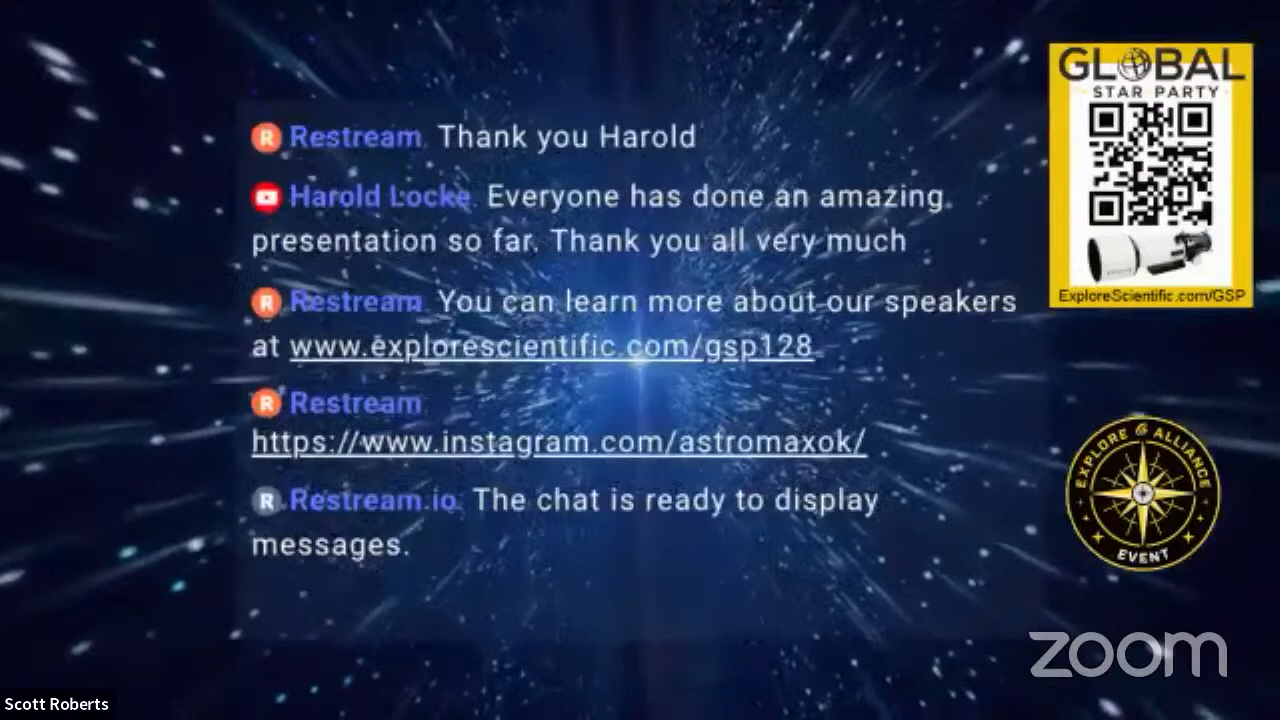 Restream Thank you Harold
Harold Locke Everyone has done an amazing
presentation so far. Thank you all very much
Restream You can learn more about our speakers
at www.explorescientific.com/gsp128
Restream
https://www.instagram.com/astromaxok/
Restream.io The chat is ready to display
messages.
GLOBAL
STAR PARTY
ExploreScientific.com/GSP
EXPLORE ALLIANCE
EVENT
zoom
Scott Roberts